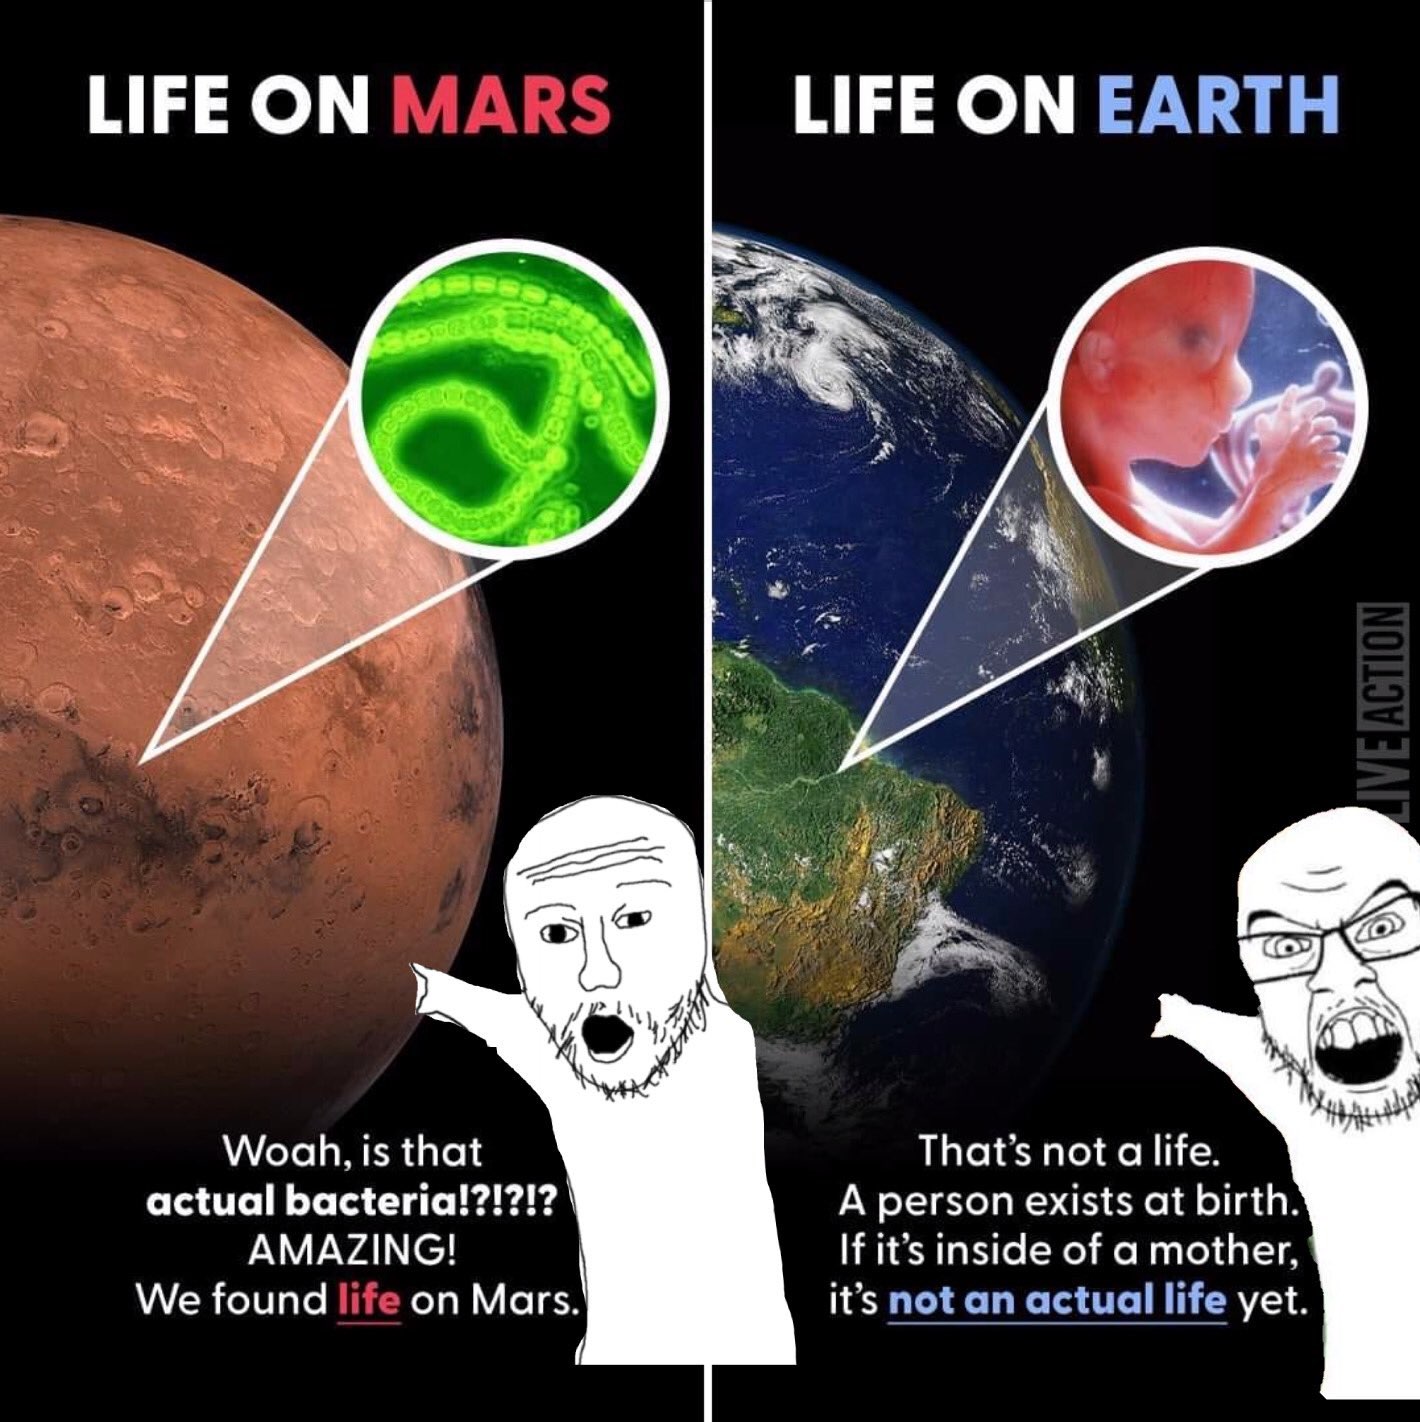 LIFE ON MARS
Woah, is that
actual bacteria!?!?!?
AMAZING!
We found life on Mars.
LIFE ON EARTH
LIVE ACTION
That's not a life.
A person exists at birth.
If it's inside of a mother,
it's not an actual life yet.